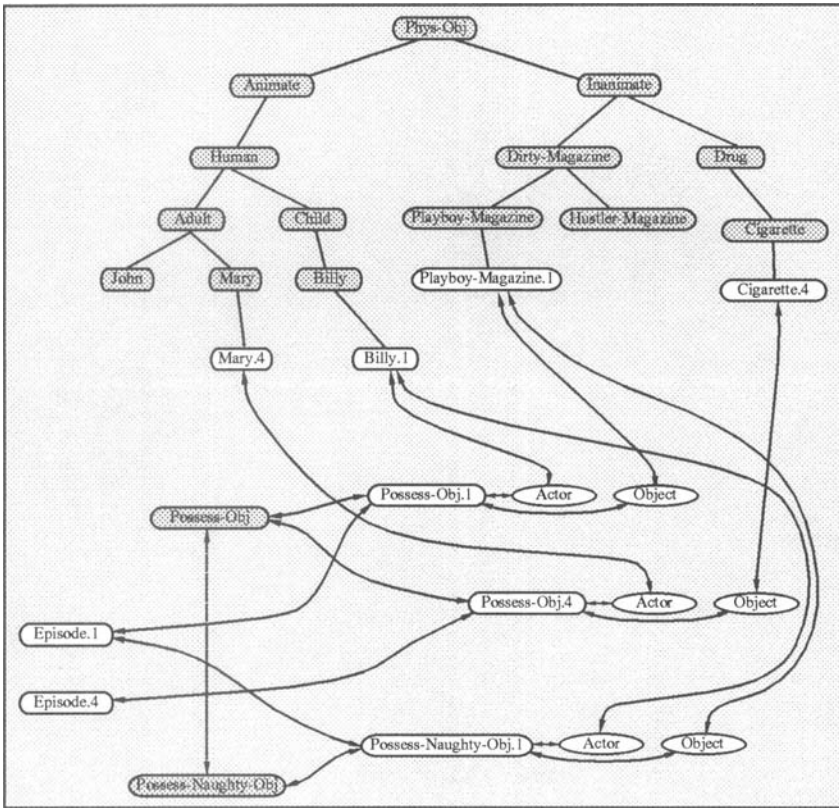 Phys-Obj
Animate
Inanimate
Human
Dirty-Magazine
Drug
Adult
Child
Playboy-Magazine
Hustler-Magazine
Cigarette
John
Mary
Billy
Playboy-Magazine.1
Cigarette.4
Mary.4
Billy.1
Possess-Obj.1
Actor
Object
Possess-Obj
Possess-Obj.4
Actor
Object
Episode.1
Episode.4
Possess-Naughty-Obj.1
Actor
Object
Possess-Naughty-Obj